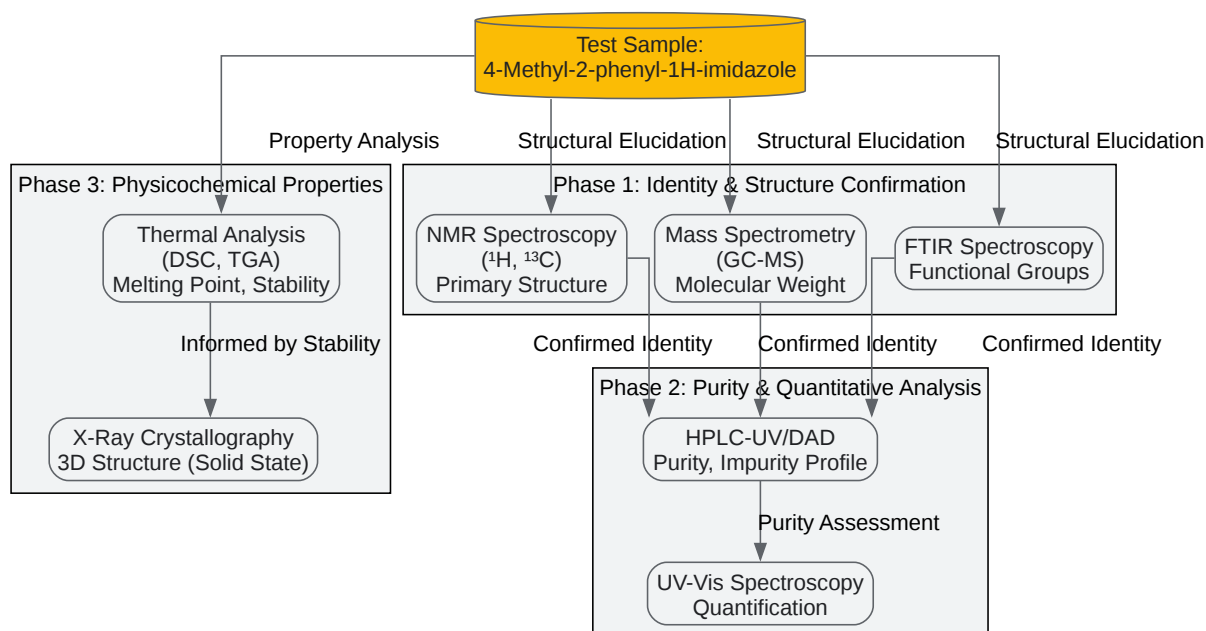 Test Sample:
4-Methyl-2-phenyl-1H-imidazole
Property Analysis
Structural Elucidation
Structural Elucidation
Structural Elucidation
Phase 3: Physicochemical Properties
Thermal Analysis
(DSC, TGA)
Melting Point, Stability
Informed by Stability
X-Ray Crystallography
3D Structure (Solid State)
Phase 1: Identity & Structure Confirmation
NMR Spectroscopy
(¹H, ¹³C)
Primary Structure
Mass Spectrometry
(GC-MS)
Molecular Weight
FTIR Spectroscopy
Functional Groups
Confirmed Identity
Confirmed Identity
Confirmed Identity
Phase 2: Purity & Quantitative Analysis
HPLC-UV/DAD
Purity, Impurity Profile
Purity Assessment
UV-Vis Spectroscopy
Quantification